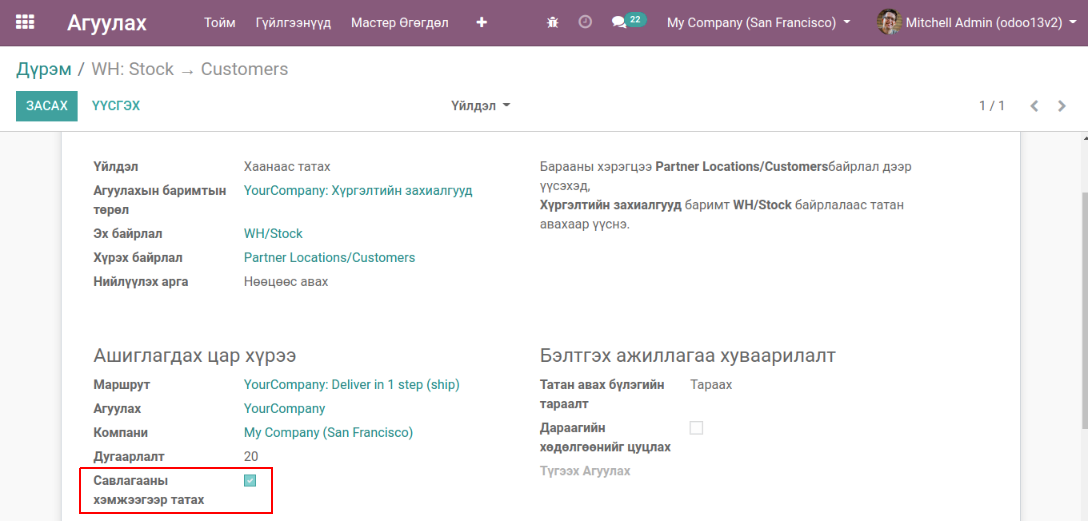 Агуулах Тойм Гүйлгээнүүд Мастер Өгөгдөл 22 My Company (San Francisco) Mitchell Admin (odoo13v2)
Дүрэм / WH: Stock → Customers
ЗАСАХ ҮҮСГЭХ Үйлдэл 1 / 1
Үйлдэл Хаанаас татах
Агуулахын баримтын төрөл YourCompany: Хүргэлтийн захиалгууд
Эх байрлал WH/Stock
Хүрэх байрлал Partner Locations/Customers
Нийлүүлэх арга Нөөцөөс авах
Барааны хэрэгцээ Partner Locations/Customersбайрлал дээр
үүсэхэд,
Хүргэлтийн захиалгууд баримт WH/Stock байрлалаас татан
авахаар үүснэ.
Ашиглагдах цар хүрээ
Маршрут YourCompany: Deliver in 1 step (ship)
Агуулах YourCompany
Компани My Company (San Francisco)
Дугаарлалт 20
Савлагааны
хэмжээгээр татах
Бэлтгэх ажиллагаа хуваарилалт
Татан авах бүлэгийн Тараах
тараалт
Дараагийн
хөдөлгөөнийг цуцлах
Түгээх Агуулах